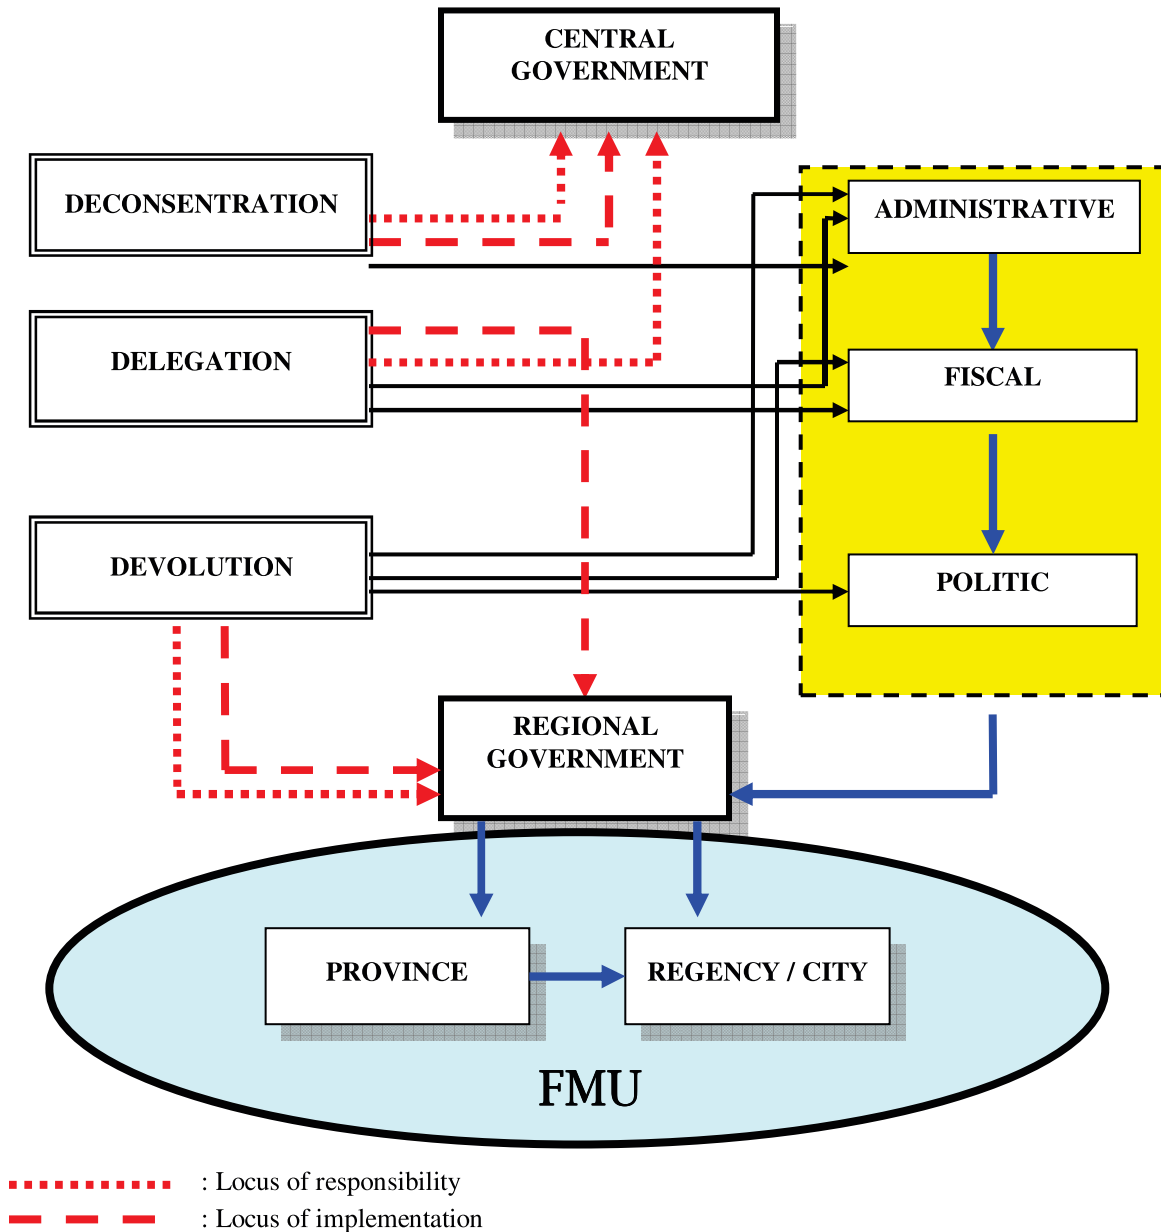 CENTRAL
GOVERNMENT
DECONSENTRATION
ADMINISTRATIVE
DELEGATION
FISCAL
DEVOLUTION
POLITIC
REGIONAL
GOVERNMENT
PROVINCE
REGENCY / CITY
FMU
: Locus of responsibility
: Locus of implementation